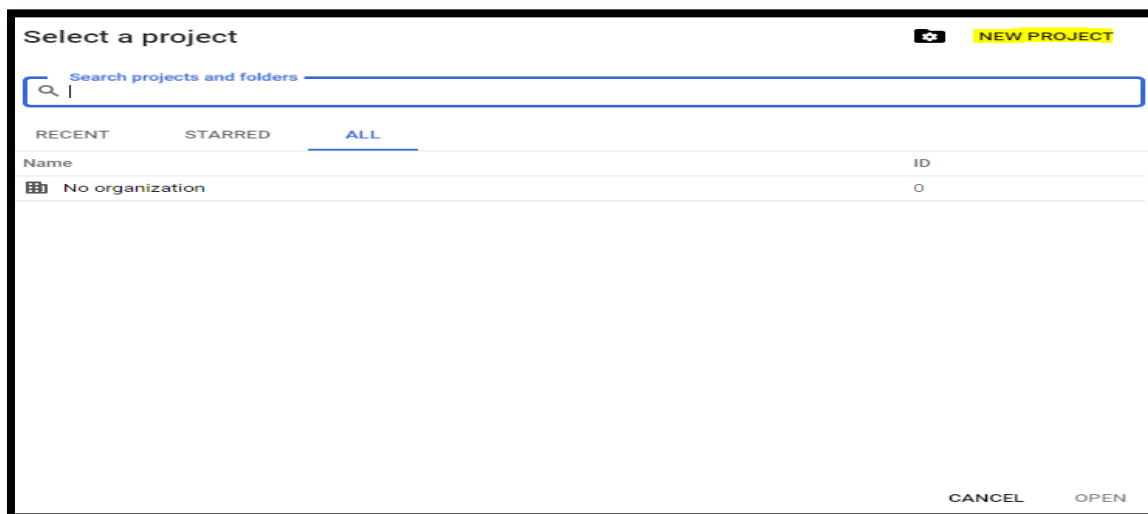 Select a project
NEW PROJECT
Search projects and folders
RECENT STARRED ALL
Name ID
No organization 0
CANCEL OPEN